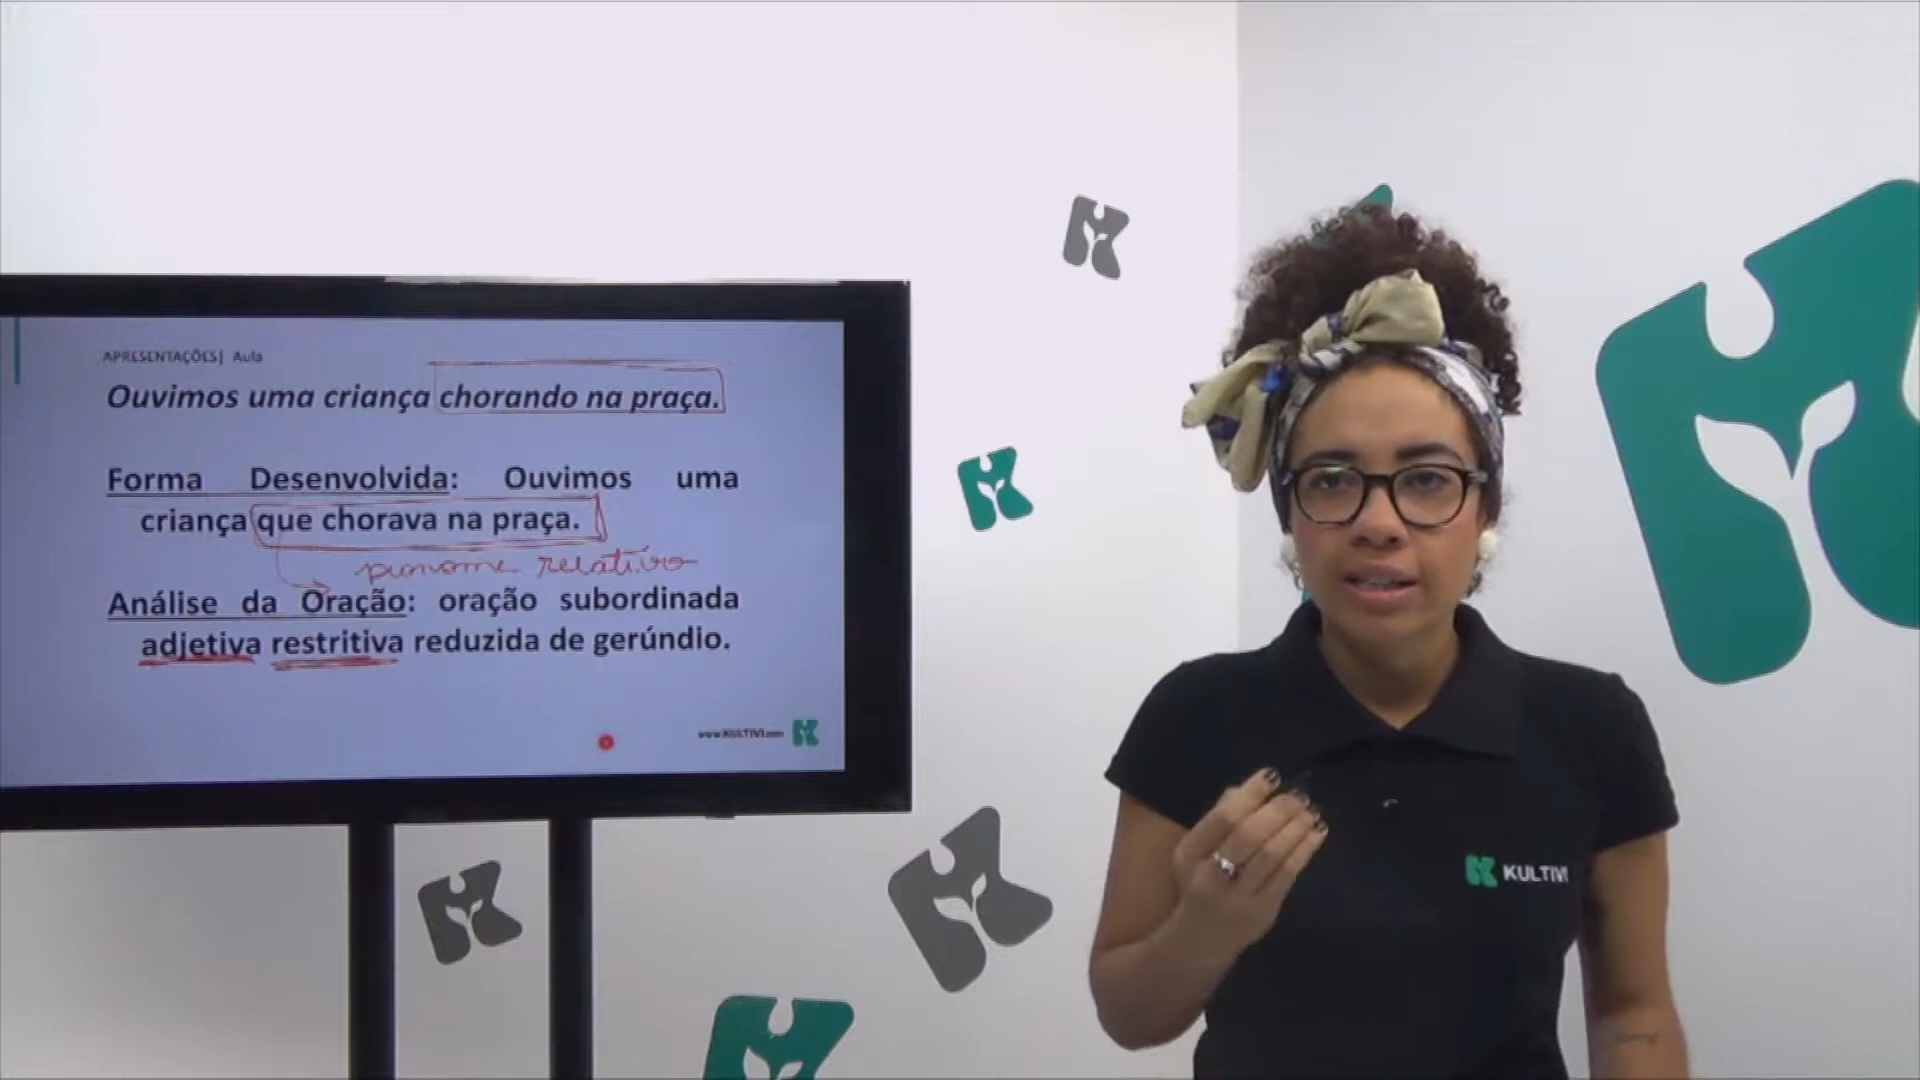 APRESENTAÇÕES| Aula
Ouvimos uma criança chorando na praça.
Forma Desenvolvida: Ouvimos uma
criança que chorava na praça.
pronome relativo
Análise da Oração: oração subordinada
adjetiva restritiva reduzida de gerúndio.
www.KULTIVI.com
KULTIVI